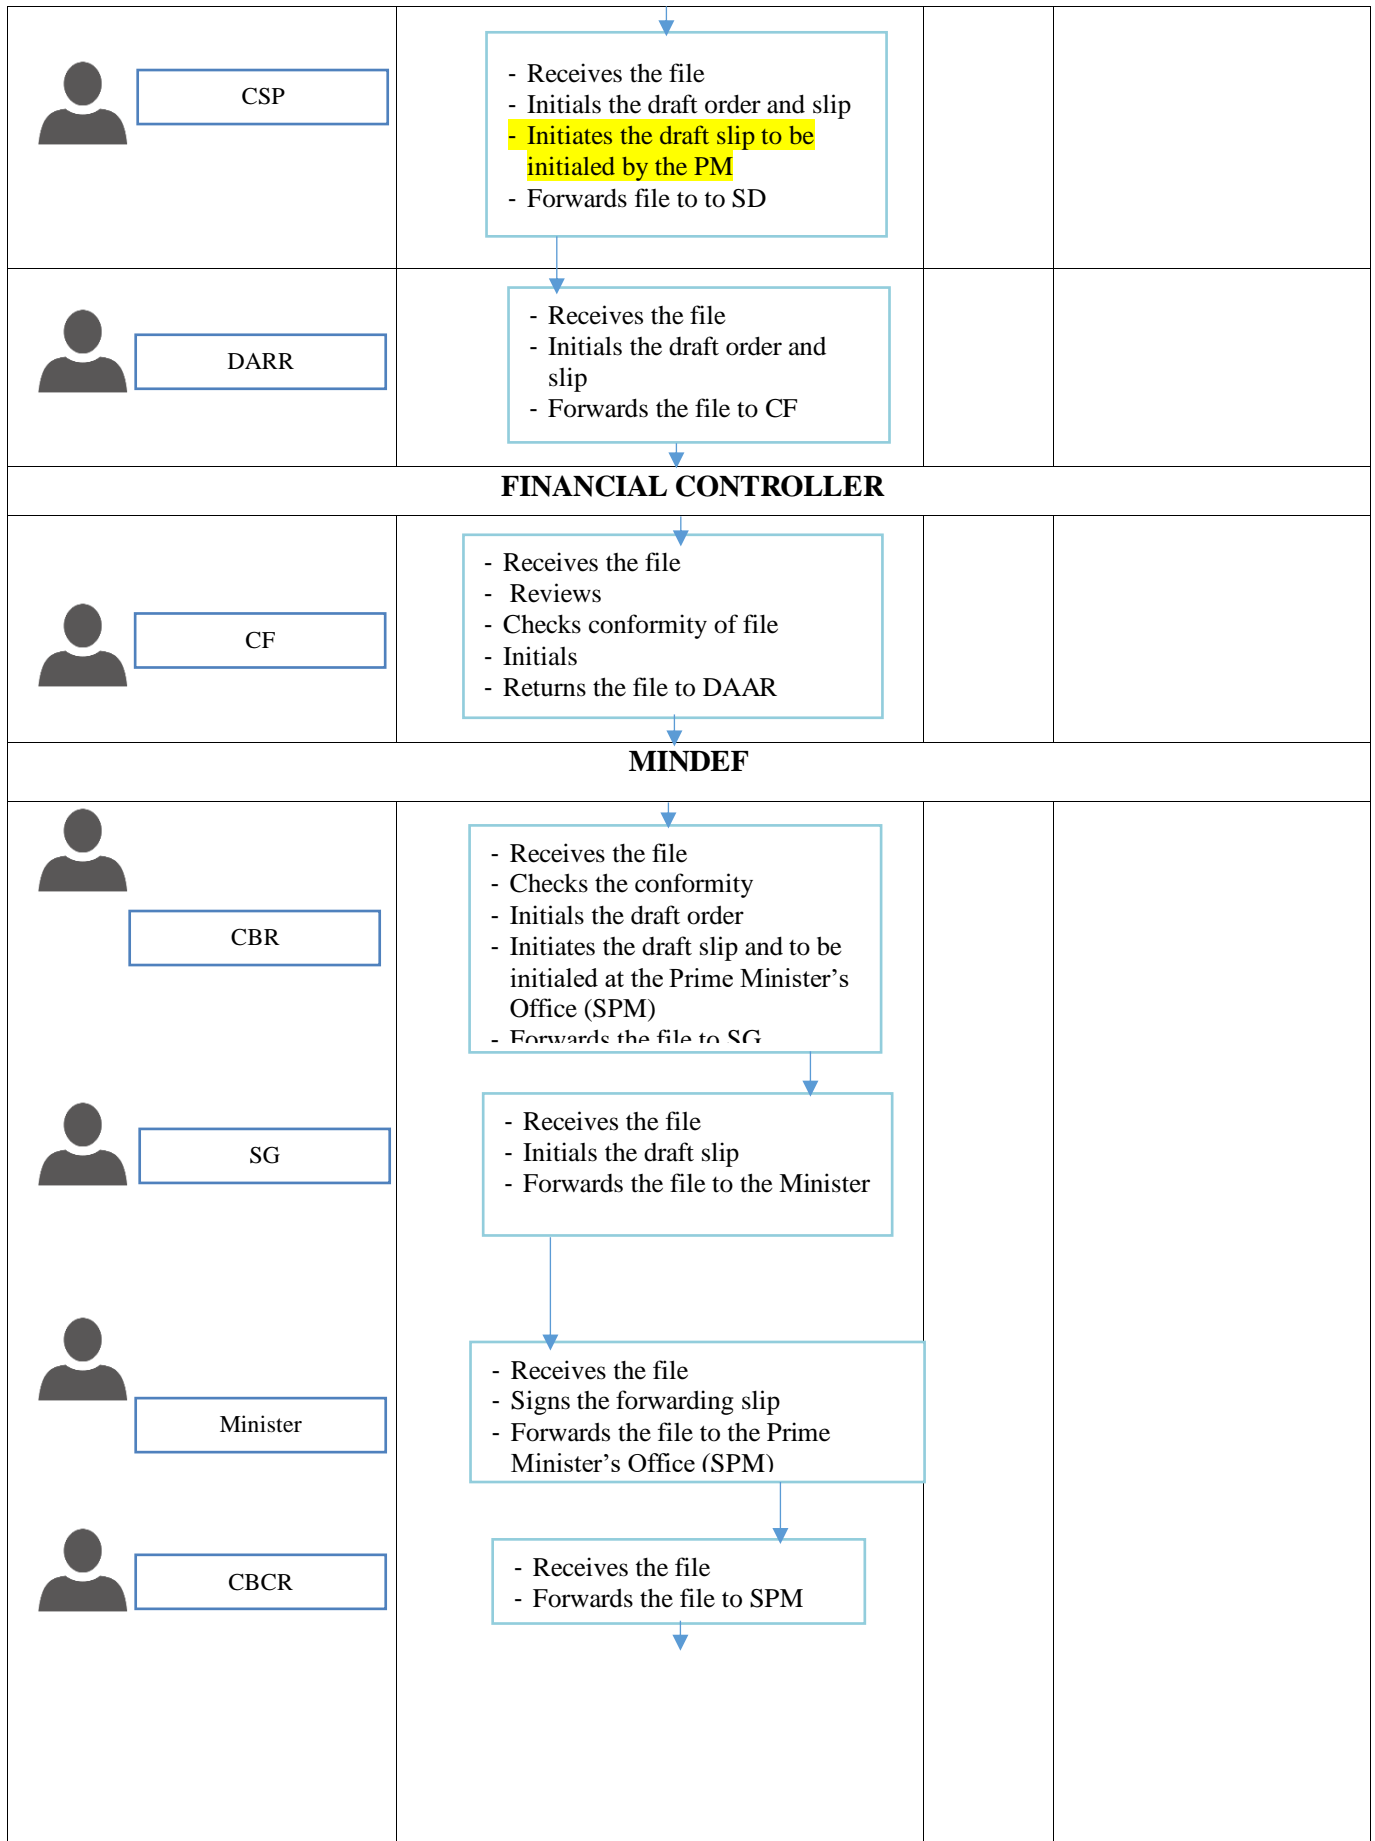 CSP
- Receives the file
- Initials the draft order and slip
- Initiates the draft slip to be
initialed by the PM
- Forwards file to to SD
DARR
- Receives the file
- Initials the draft order and
slip
- Forwards the file to CF
FINANCIAL CONTROLLER
CF
- Receives the file
- Reviews
- Checks conformity of file
- Initials
- Returns the file to DAAR
MINDEF
CBR
- Receives the file
- Checks the conformity
- Initials the draft order
- Initiates the draft slip and to be
initialed at the Prime Minister’s
Office (SPM)
- Forwards the file to SG
SG
- Receives the file
- Initials the draft slip
- Forwards the file to the Minister
Minister
- Receives the file
- Signs the forwarding slip
- Forwards the file to the Prime
Minister’s Office (SPM)
CBCR
- Receives the file
- Forwards the file to SPM